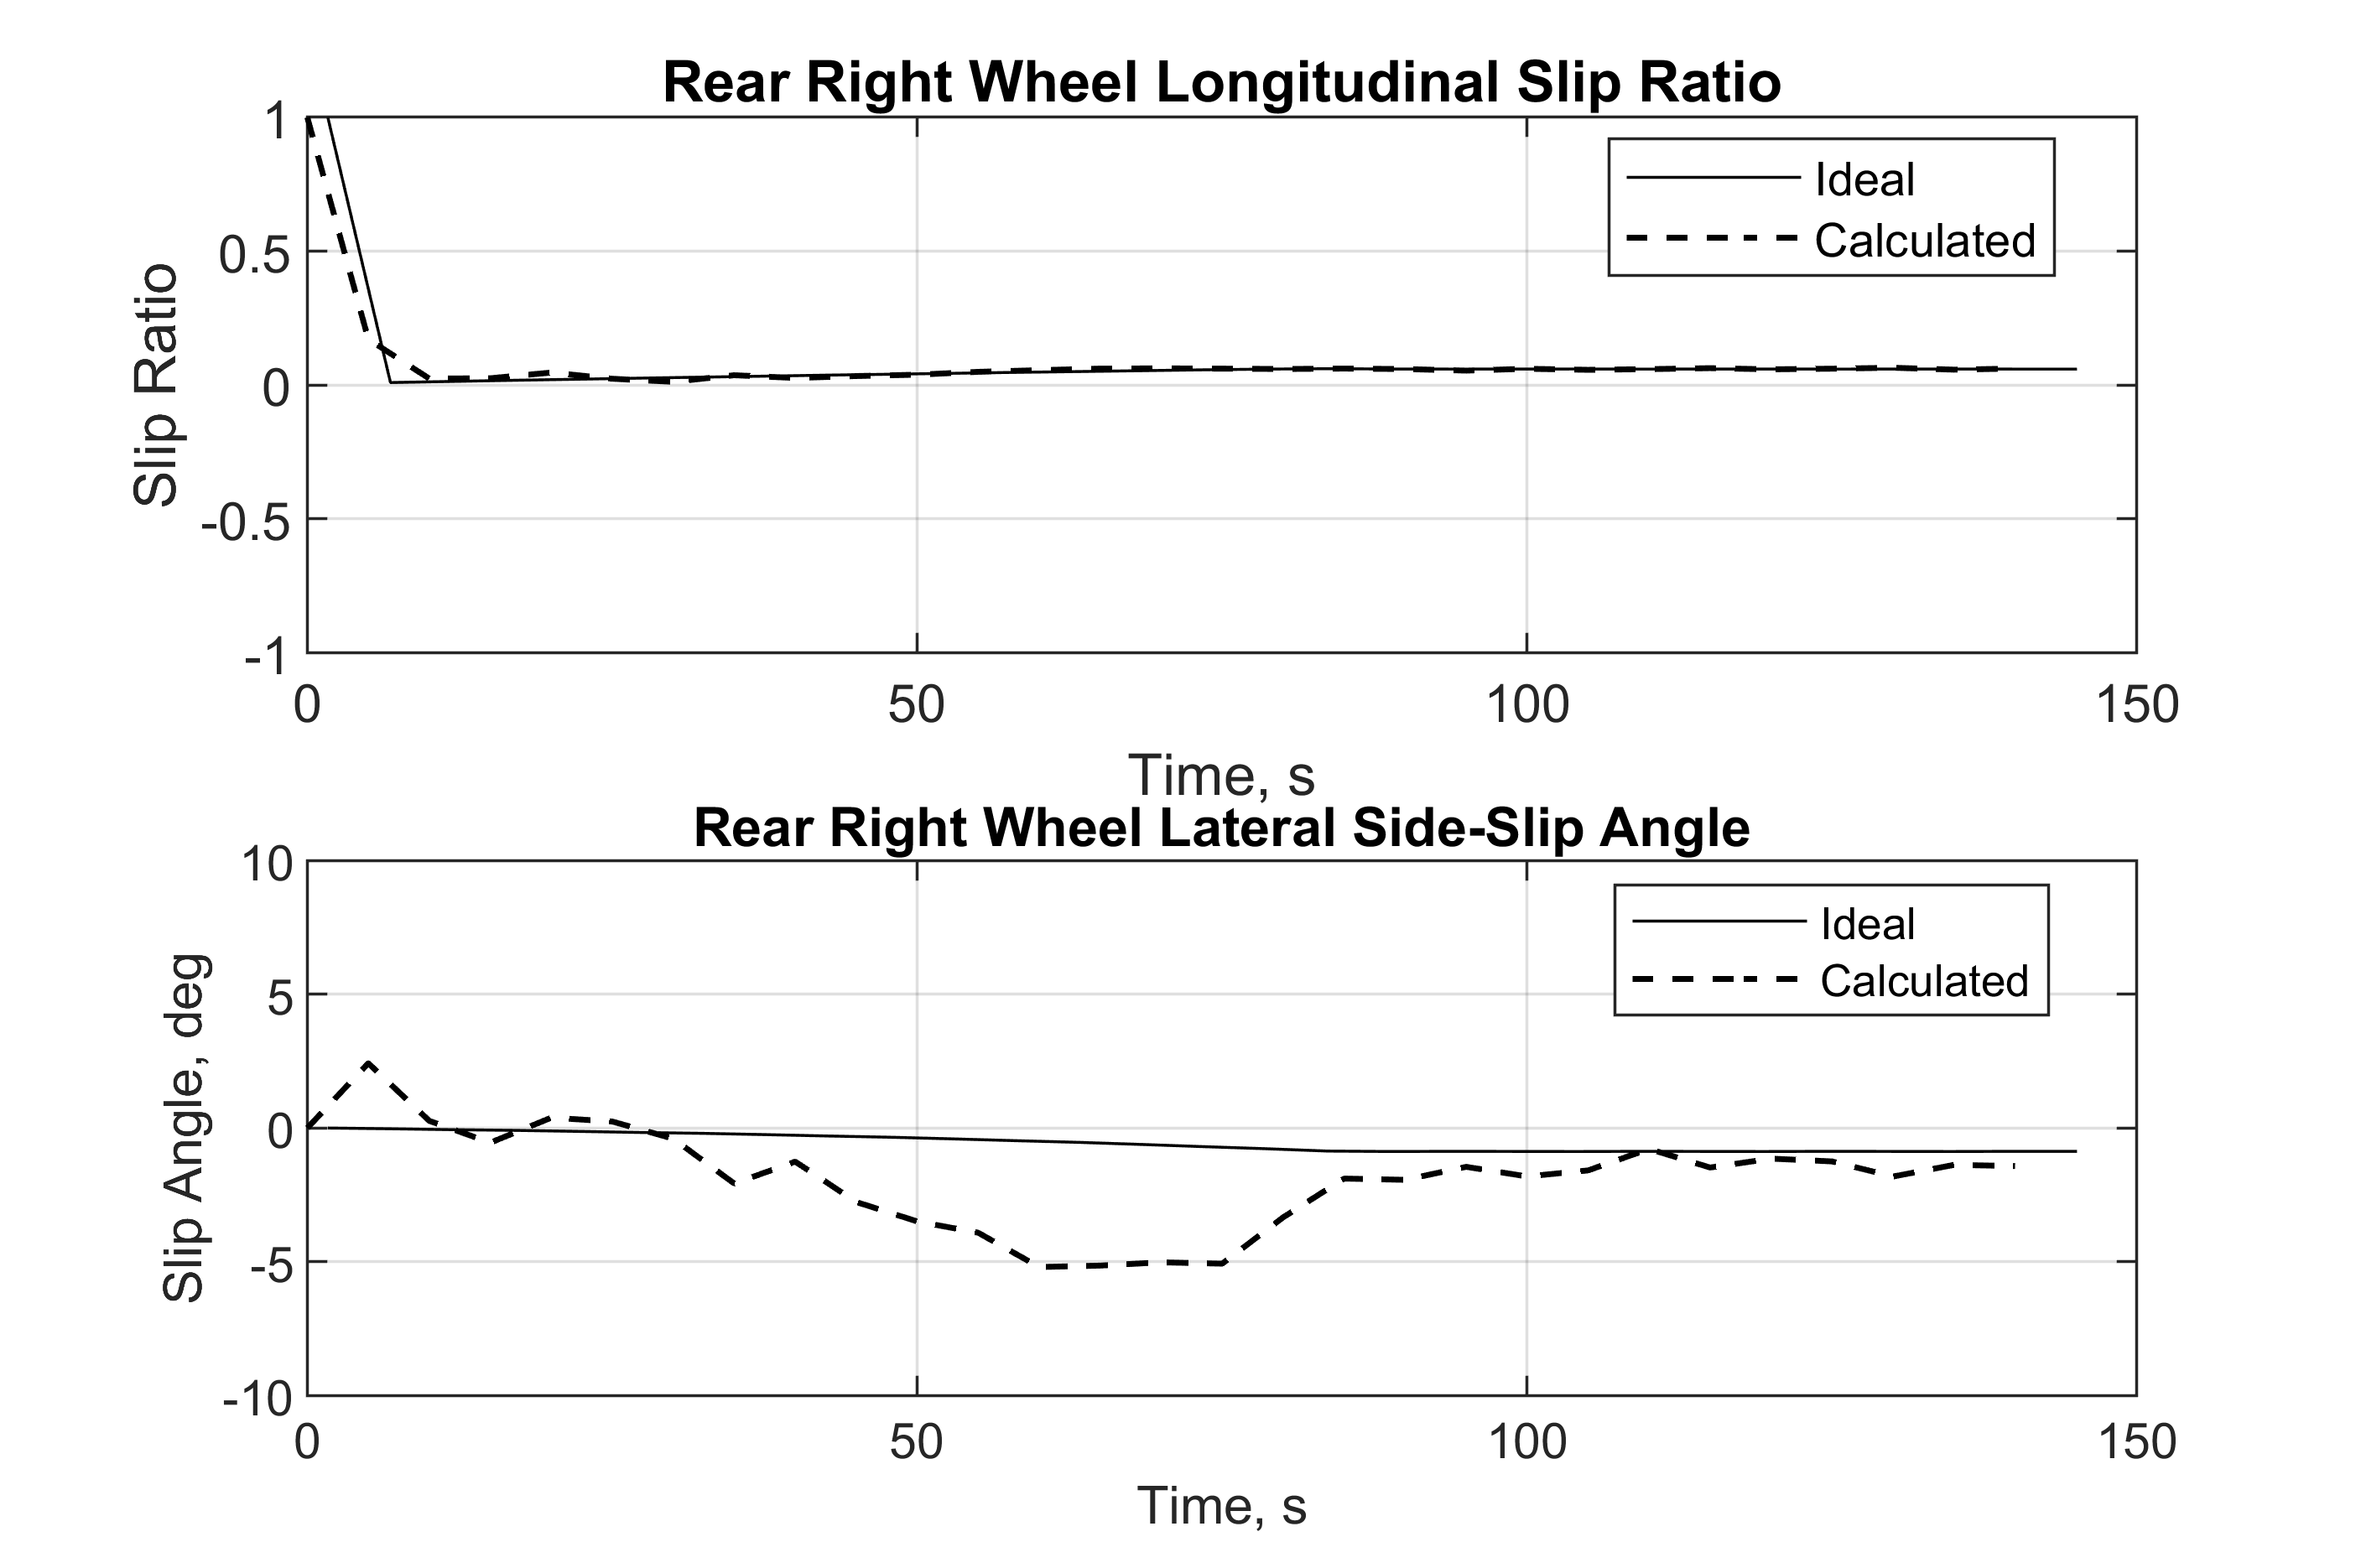 Rear Right Wheel Longitudinal Slip Ratio
1
0.5
0
-0.5
-1
Slip Ratio
Ideal
Calculated
0 50 100 150
Time, s
Rear Right Wheel Lateral Side-Slip Angle
10
5
0
-5
-10
Slip Angle, deg
Ideal
Calculated
0 50 100 150
Time, s